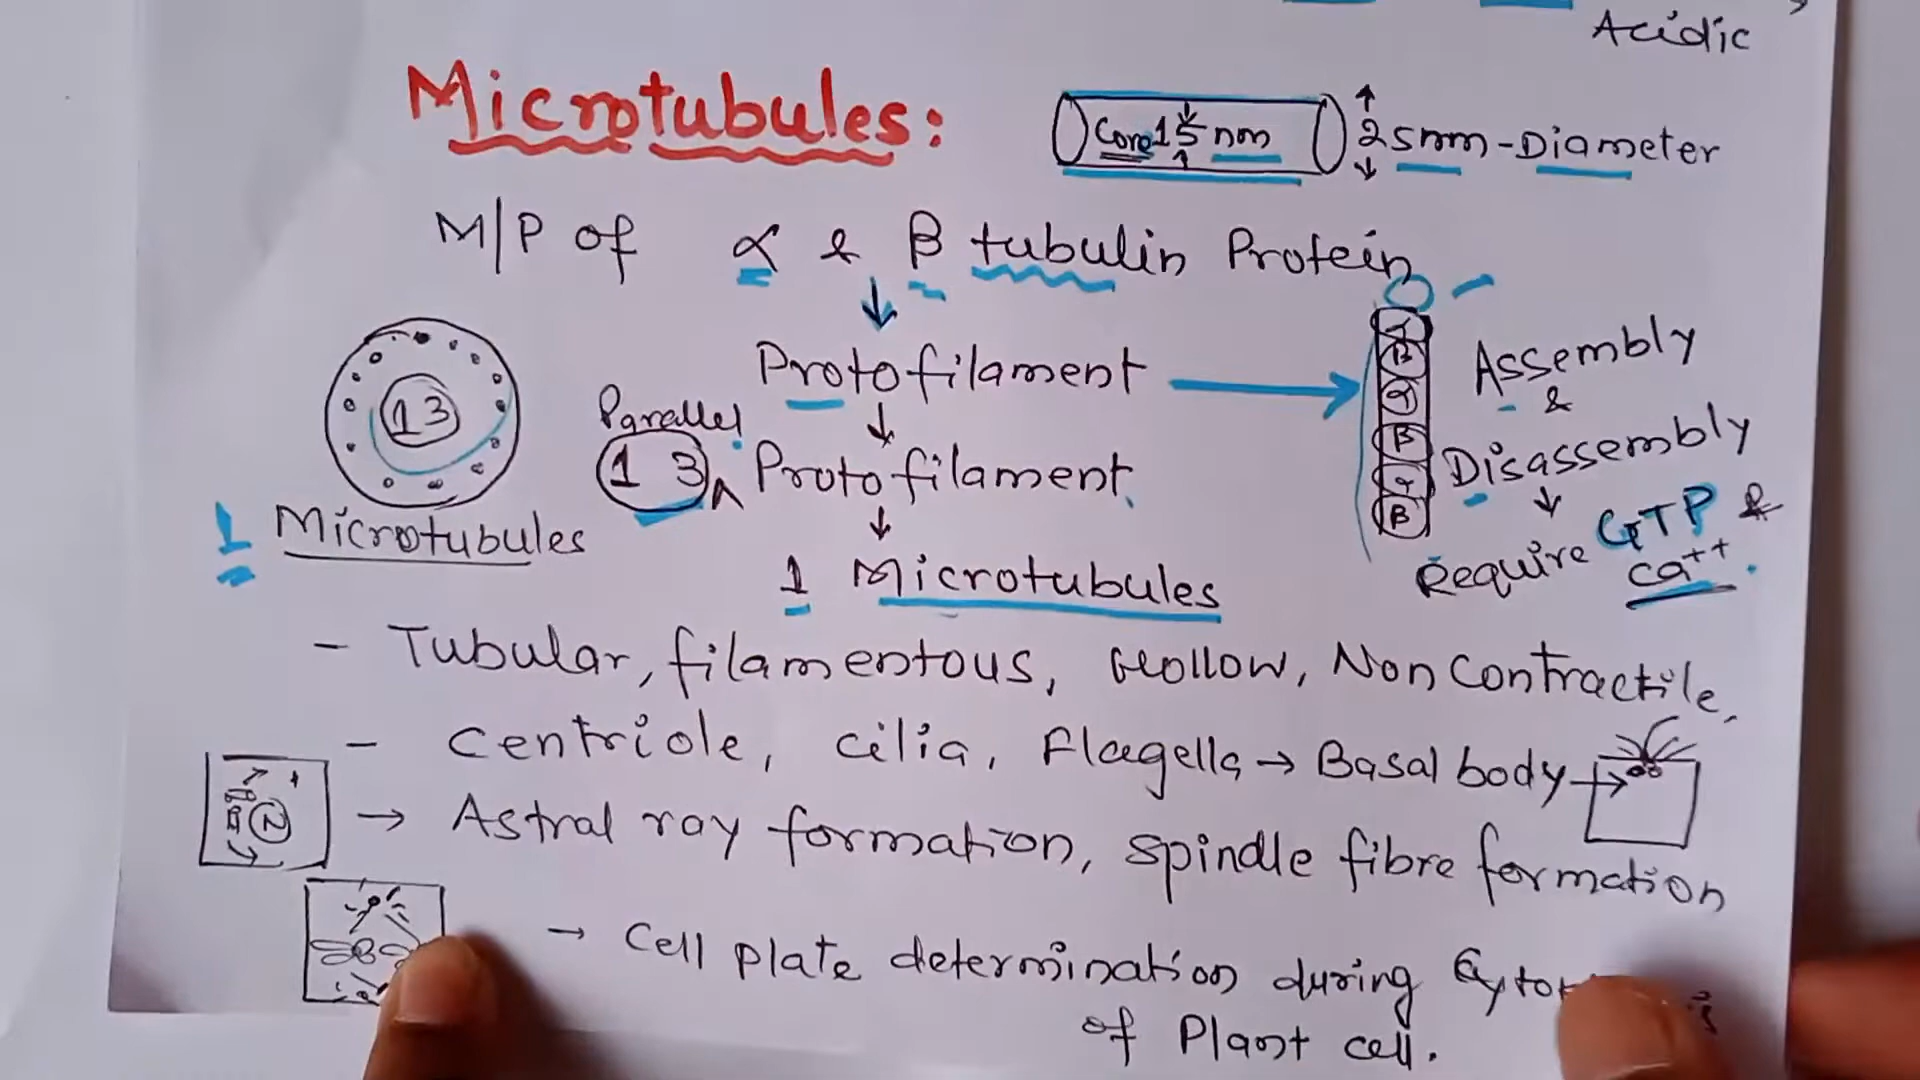 Acidic
Microtubules:
Core 15 nm
25nm - Diameter
M/P of α & β tubulin Protein
Protofilament
Assembly
&
Disassembly
Require GTP &
Ca++
α
β
α
β
α
β
13
1 Microtubules
Parallel
13 ^ Protofilament
1 Microtubules
- Tubular, filamentous, Hollow, Non Contractile,
- Centriole, cilia, Flagella → Basal body →
→ Astral ray formation, spindle fibre formation
→ Cell plate determination during
of Plant cell.